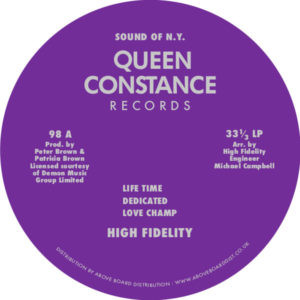 SOUND OF N.Y.
QUEEN
CONSTANCE
RECORDS
98 A
Prod. by
Peter Brown &
Patricia Brown
Licensed courtesy
of Demon Music
Group Limited
33⅓ LP
Arr. by
High Fidelity
Engineer
Michael Campbell
LIFE TIME
DEDICATED
LOVE CHAMP
HIGH FIDELITY
DISTRIBUTION BY ABOVE BOARD DISTRIBUTION · WWW.ABOVEBOARDDIST.CO.UK